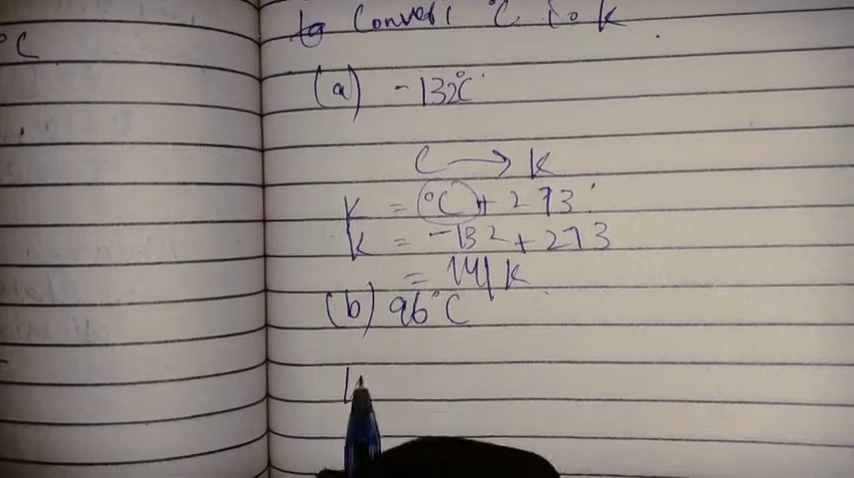 °C
to Convert °C to K
(a) -132°C
C → K
K = °C + 273
K = -132 + 273
= 141 K
(b) 96°C